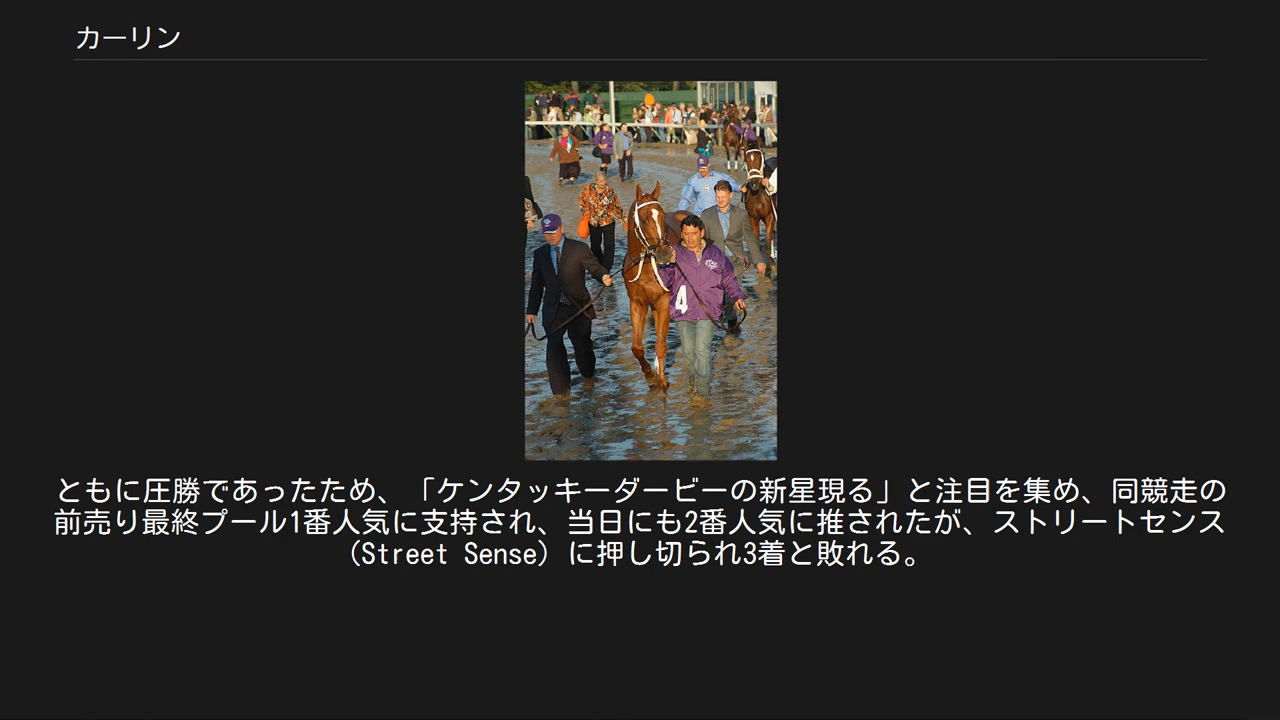 カーリン
4
ともに圧勝であったため、「ケンタッキーダービーの新星現る」と注目を集め、同競走の
前売り最終プール1番人気に支持され、当日にも2番人気に推されたが、ストリートセンス
（Street Sense）に押し切られ3着と敗れる。